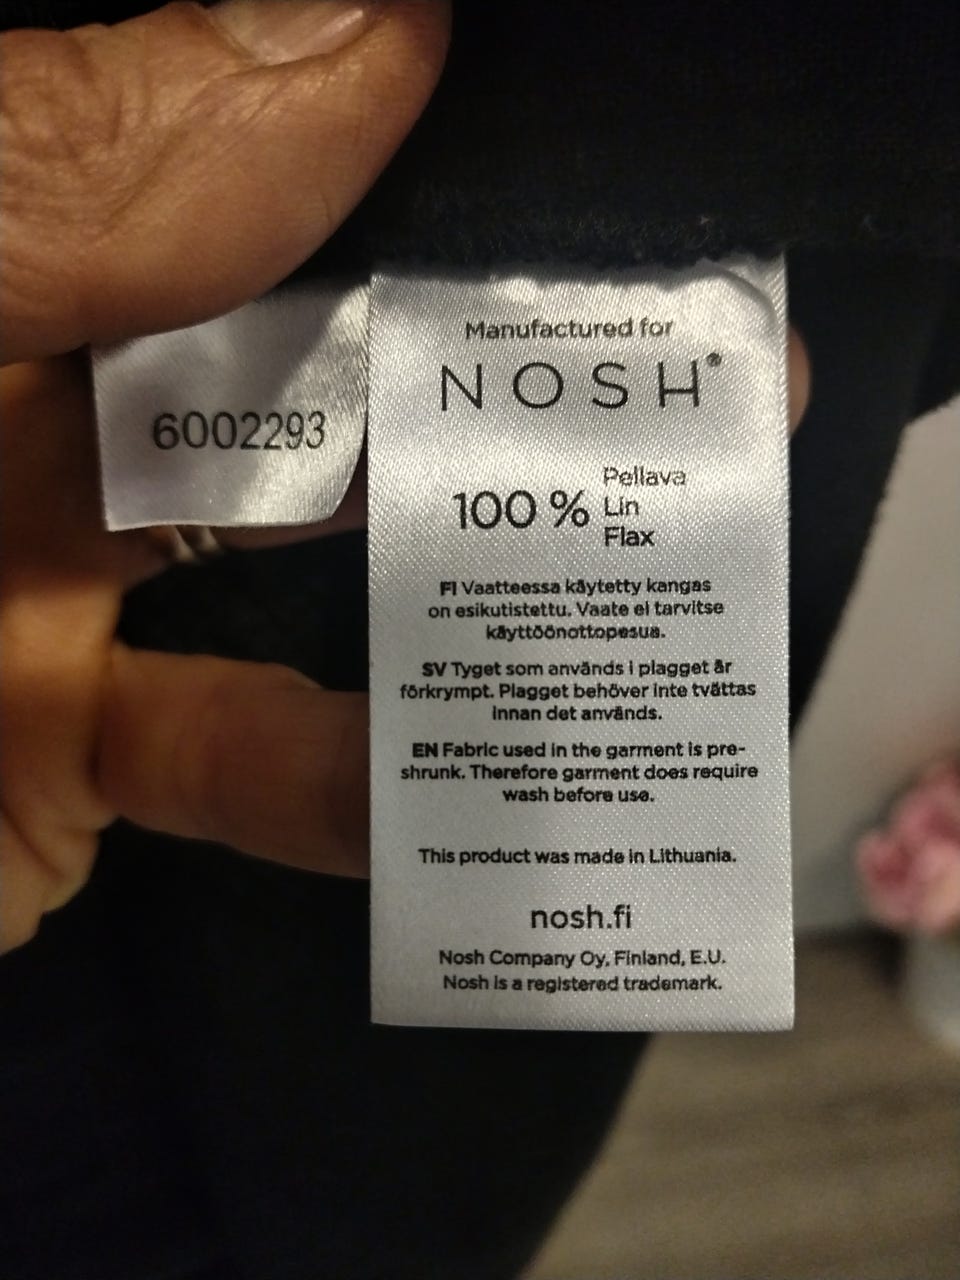 6002293
Manufactured for
NOSH®
100 %
Pellava
Lin
Flax
FI Vaatteessa käytetty kangas
on esikutistettu. Vaate ei tarvitse
käyttöönottopesua.
SV Tyget som används i plagget är
förkrympt. Plagget behöver inte tvättas
innan det används.
EN Fabric used in the garment is pre-
shrunk. Therefore garment does require
wash before use.
This product was made in Lithuania.
nosh.fi
Nosh Company Oy, Finland, E.U.
Nosh is a registered trademark.